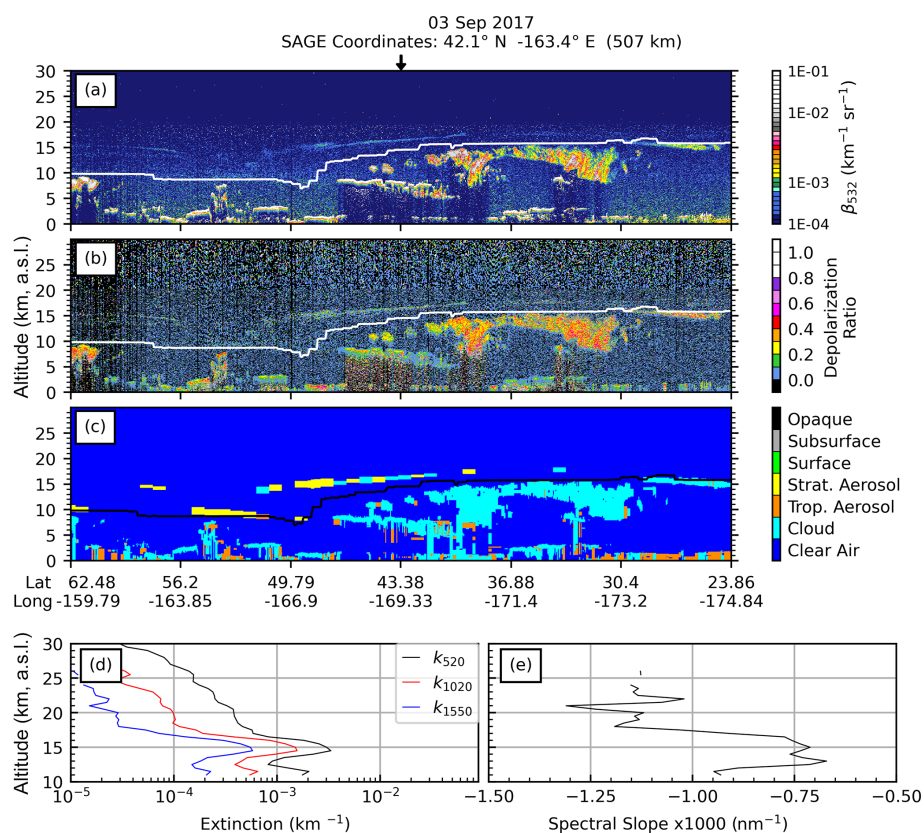 03 Sep 2017
SAGE Coordinates: 42.1° N -163.4° E (507 km)
(a)
30
25
20
15
10
5
0
1E-01
1E-02
1E-03
1E-04
β532 (km⁻¹ sr⁻¹)
(b)
25
20
15
10
5
0
Altitude (km, a.s.l.)
1.0
0.8
0.6
0.4
0.2
0.0
Depolarization
Ratio
(c)
25
20
15
10
5
0
Opaque
Subsurface
Surface
Strat. Aerosol
Trop. Aerosol
Cloud
Clear Air
Lat 62.48 56.2 49.79 43.38 36.88 30.4 23.86
Long -159.79 -163.85 -166.9 -169.33 -171.4 -173.2 -174.84
(d)
30
25
20
15
10
Altitude (km, a.s.l.)
k520
k1020
k1550
10⁻⁵ 10⁻⁴ 10⁻³ 10⁻²
Extinction (km ⁻¹)
(e)
−1.50 −1.25 −1.00 −0.75 −0.50
Spectral Slope x1000 (nm⁻¹)